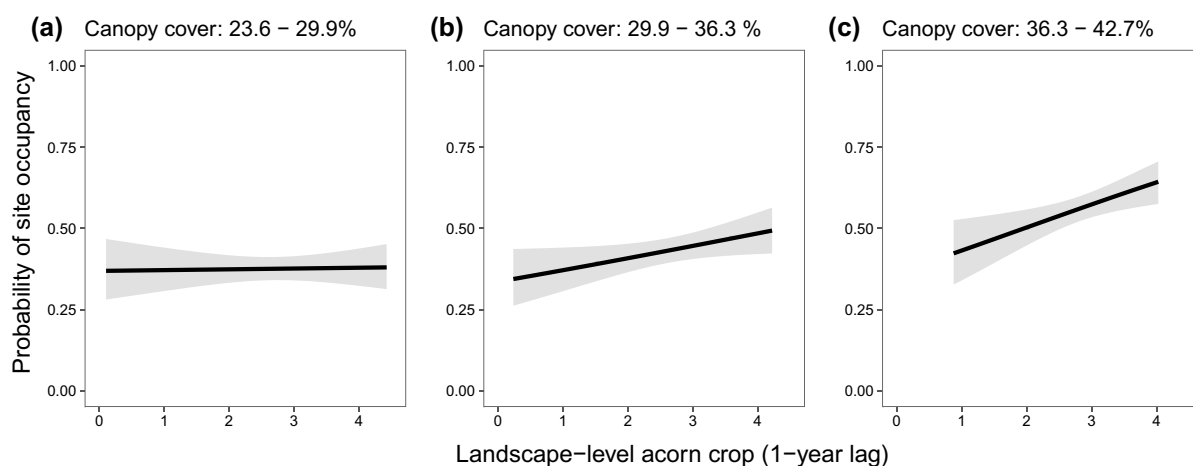 (a) Canopy cover: 23.6 − 29.9%
(b) Canopy cover: 29.9 − 36.3 %
(c) Canopy cover: 36.3 − 42.7%
Probability of site occupancy
1.00
0.75
0.50
0.25
0.00
0 1 2 3 4
1.00
0.75
0.50
0.25
0.00
0 1 2 3 4
1.00
0.75
0.50
0.25
0.00
0 1 2 3 4
Landscape−level acorn crop (1−year lag)